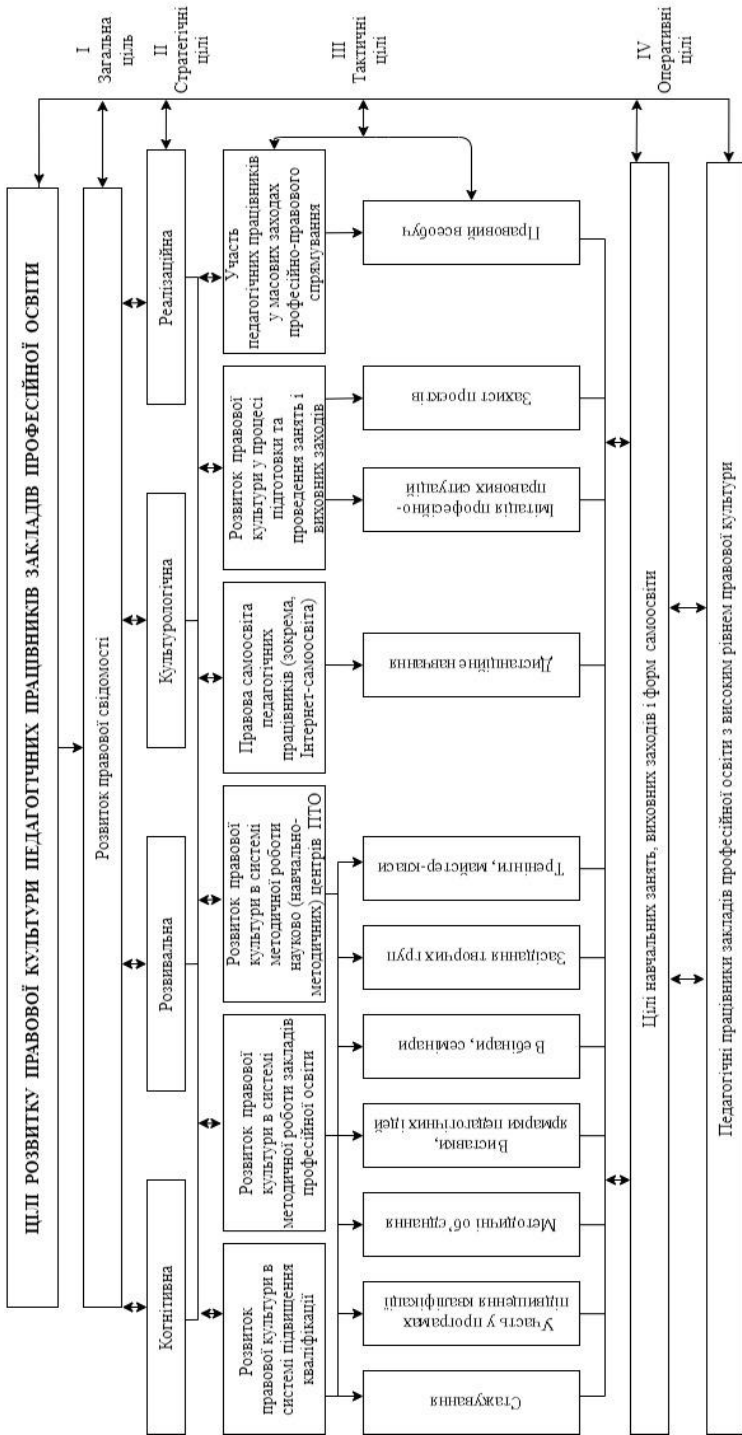 ЦІЛІ РОЗВИТКУ ПРАВОВОЇ КУЛЬТУРИ ПЕДАГОГІЧНИХ ПРАЦІВНИКІВ ЗАКЛАДІВ ПРОФЕСІЙНОЇ ОСВІТИ
I
Загальна
ціль
Розвиток правової свідомості
II
Стратегічні
цілі
Когнітивна
Розвивальна
Культурологічна
Реалізаційна
III
Тактичні
цілі
Розвиток
правової культури в
системі підвищення
кваліфікації
Розвиток правової
культури в системі
методичної роботи закладів
професійної освіти
Розвиток правової
культури в системі
методичної роботи
науково (навчально-
методичних) центрів ПТО
Правова самоосвіта
педагогічних
працівників (зокрема,
Інтернет-самоосвіта)
Розвиток правової
культури у процесі
підготовки та
проведення занять і
виховних заходів
Участь
педагогічних працівників
у масових заходах
професійно-правового
спрямування
Стажування
Участь у програмах
підвищення кваліфікації
Методичні об’єднання
Виставки,
ярмарки педагогічних ідей
Вебінари, семінари
Засідання творчих груп
Тренінги, майстер-класи
Дистанційне навчання
Імітація професійно-
правових ситуацій
Захист проєктів
Правовий всеобуч
IV
Оперативні
цілі
Цілі навчальних занять, виховних заходів і форм самоосвіти
Педагогічні працівники закладів професійної освіти з високим рівнем правової культури